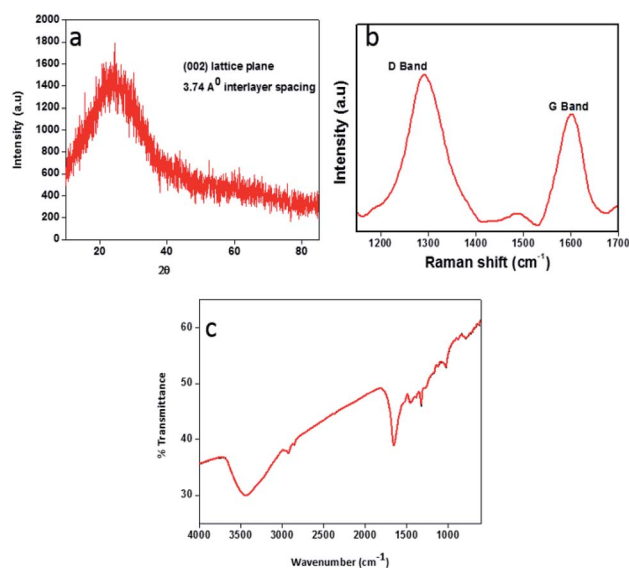 a
2000
1800
1600
1400
1200
1000
800
600
400
200
0
Intensity (a.u)
(002) lattice plane
3.74 A⁰ interlayer spacing
20 40 60 80
2θ
b
D Band
G Band
Intensity (a.u)
1200 1300 1400 1500 1600 1700
Raman shift (cm⁻¹)
c
60
50
40
30
% Transmittance
4000 3500 3000 2500 2000 1500 1000
Wavenumber (cm⁻¹)